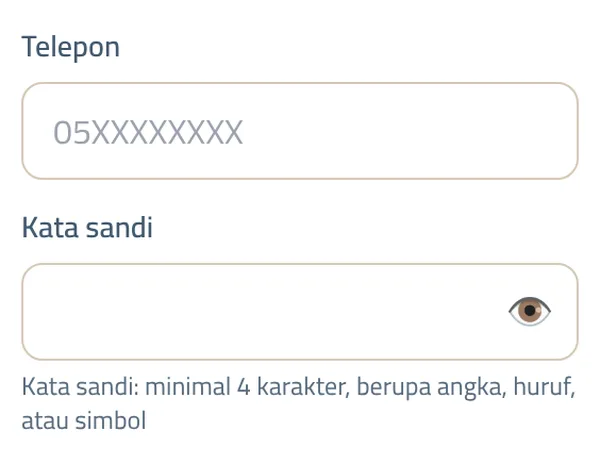 Telepon
05XXXXXXXX
Kata sandi
Kata sandi: minimal 4 karakter, berupa angka, huruf,
atau simbol